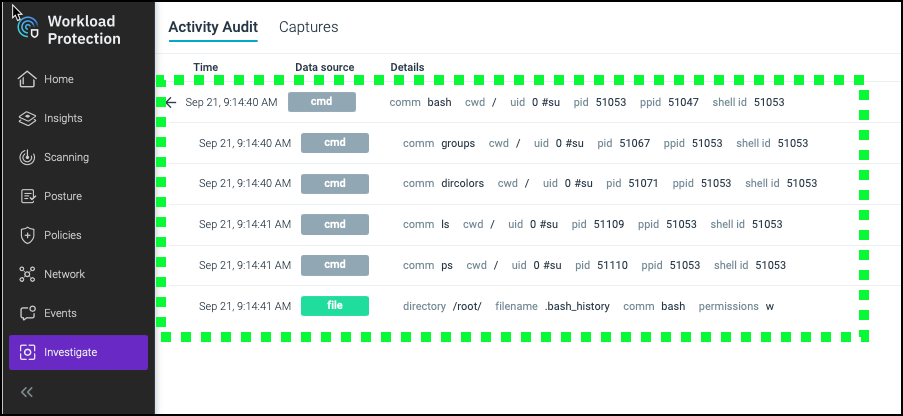 Workload
Protection
Home
Insights
Scanning
Posture
Policies
Network
Events
Investigate
Activity Audit Captures
Time Data source Details
Sep 21, 9:14:40 AM cmd comm bash cwd / uid 0 #su pid 51053 ppid 51047 shell id 51053
Sep 21, 9:14:40 AM cmd comm groups cwd / uid 0 #su pid 51067 ppid 51053 shell id 51053
Sep 21, 9:14:40 AM cmd comm dircolors cwd / uid 0 #su pid 51071 ppid 51053 shell id 51053
Sep 21, 9:14:41 AM cmd comm ls cwd / uid 0 #su pid 51109 ppid 51053 shell id 51053
Sep 21, 9:14:41 AM cmd comm ps cwd / uid 0 #su pid 51110 ppid 51053 shell id 51053
Sep 21, 9:14:41 AM file directory /root/ filename .bash_history comm bash permissions w